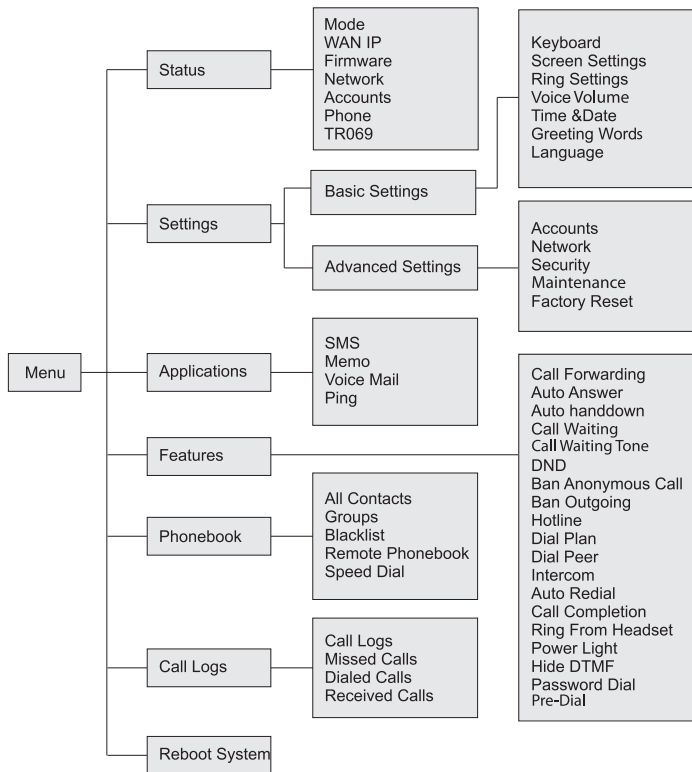 Menu
Status
Mode
WAN IP
Firmware
Network
Accounts
Phone
TR069
Settings
Basic Settings
Keyboard
Screen Settings
Ring Settings
Voice Volume
Time &Date
Greeting Words
Language
Advanced Settings
Accounts
Network
Security
Maintenance
Factory Reset
Applications
SMS
Memo
Voice Mail
Ping
Features
Call Forwarding
Auto Answer
Auto handdown
Call Waiting
Call Waiting Tone
DND
Ban Anonymous Call
Ban Outgoing
Hotline
Dial Plan
Dial Peer
Intercom
Auto Redial
Call Completion
Ring From Headset
Power Light
Hide DTMF
Password Dial
Pre-Dial
Phonebook
All Contacts
Groups
Blacklist
Remote Phonebook
Speed Dial
Call Logs
Call Logs
Missed Calls
Dialed Calls
Received Calls
Reboot System